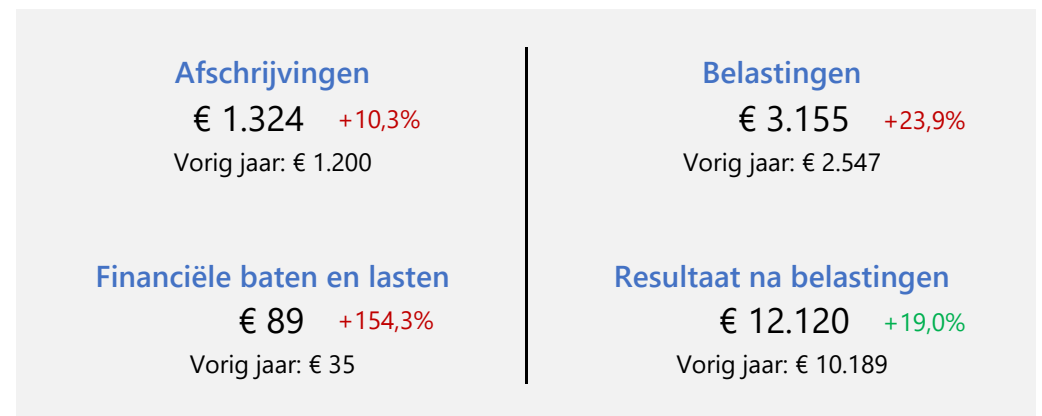 Afschrijvingen
€ 1.324 +10,3%
Vorig jaar: € 1.200
Belastingen
€ 3.155 +23,9%
Vorig jaar: € 2.547
Financiële baten en lasten
€ 89 +154,3%
Vorig jaar: € 35
Resultaat na belastingen
€ 12.120 +19,0%
Vorig jaar: € 10.189